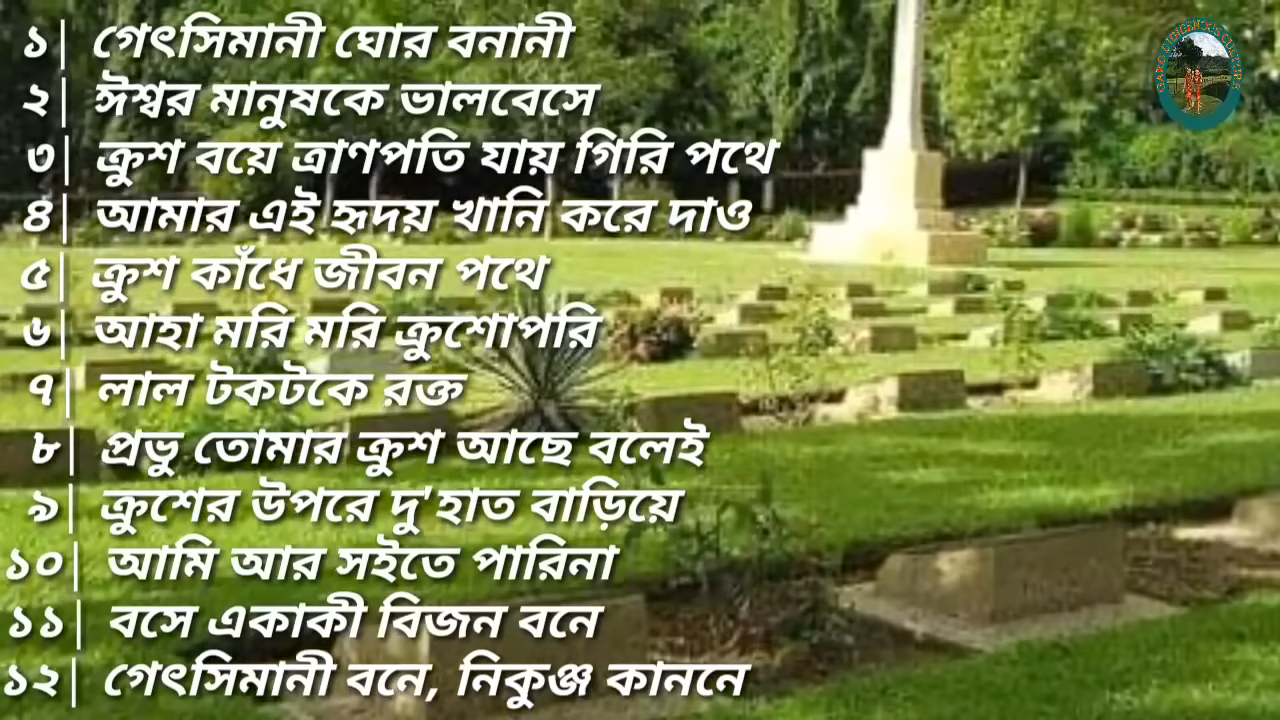 ১| গেৎসিমানী ঘোর বনানী
২| ঈশ্বর মানুষকে ভালবেসে
৩| ক্রুশ বয়ে ত্রাণপতি যায় গিরি পথে
৪| আমার এই হৃদয় খানি করে দাও
৫| ক্রুশ কাঁধে জীবন পথে
৬| আহা মরি মরি ক্রুশোপরি
৭| লাল টকটকে রক্ত
৮| প্রভু তোমার ক্রুশ আছে বলেই
৯| ক্রুশের উপরে দু'হাত বাড়িয়ে
১০| আমি আর সইতে পারিনা
১১| বসে একাকী বিজন বনে
১২| গেৎসিমানী বনে, নিকুঞ্জ কাননে